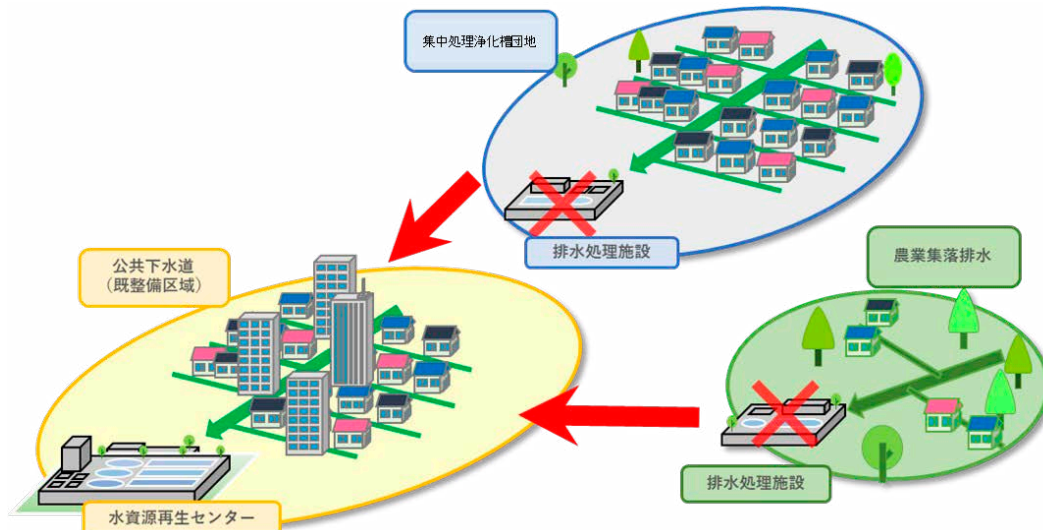 集中処理浄化槽団地
排水処理施設
農業集落排水
公共下水道
（既整備区域）
排水処理施設
水資源再生センター